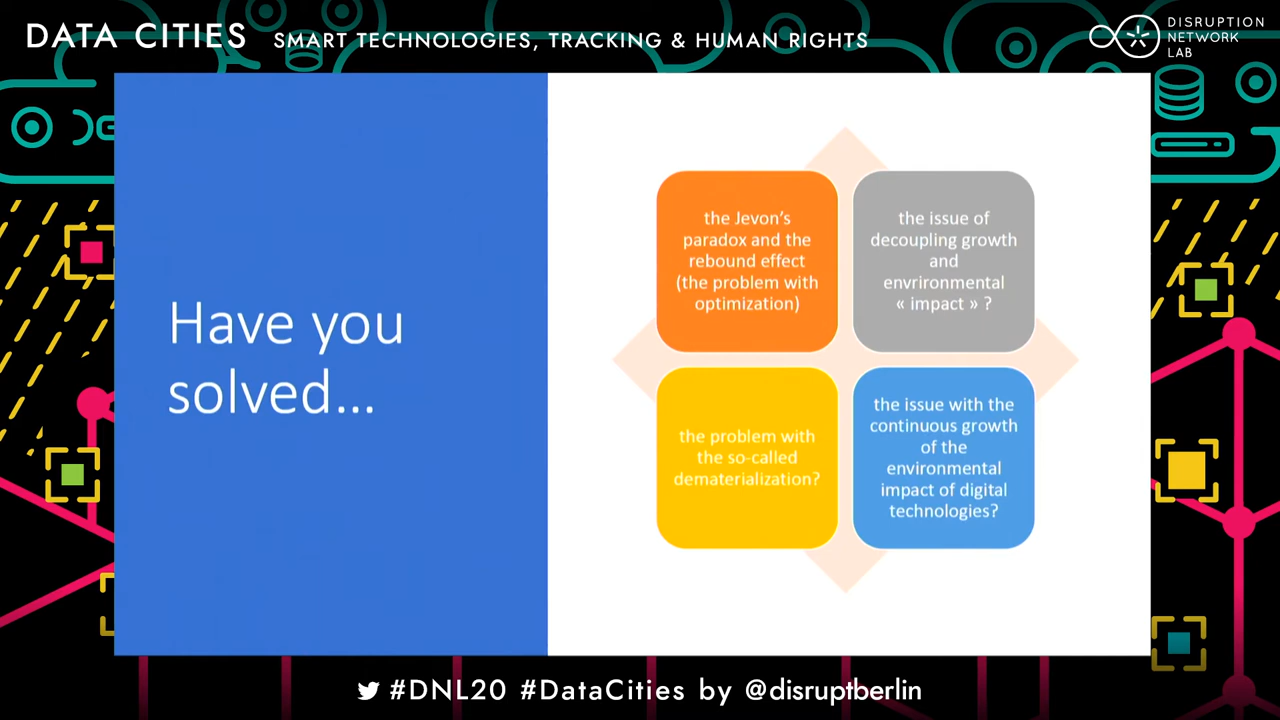 DATA CITIES SMART TECHNOLOGIES, TRACKING & HUMAN RIGHTS
DISRUPTION
NETWORK
LAB
Have you
solved...
the Jevon's
paradox and the
rebound effect
(the problem with
optimization)
the issue of
decoupling growth
and
envrironmental
« impact » ?
the problem with
the so-called
dematerialization?
the issue with the
continuous growth
of the
environmental
impact of digital
technologies?
#DNL20 #DataCities by @disruptberlin